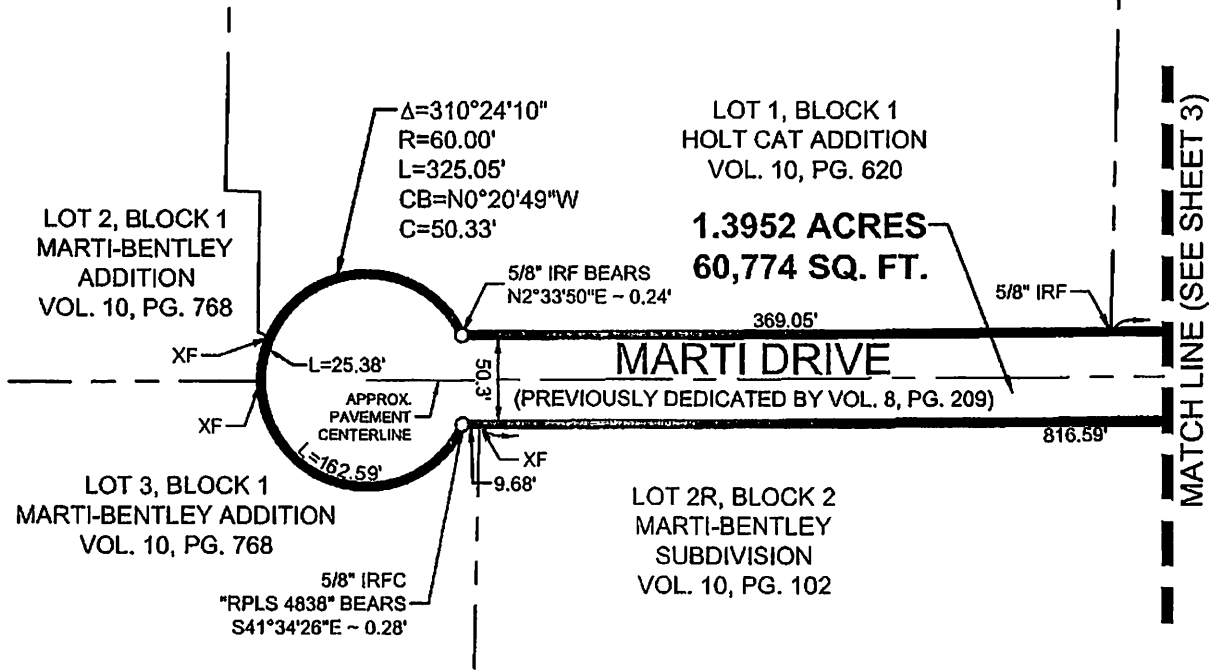 Δ=310°24'10"
R=60.00'
L=325.05'
CB=N0°20'49"W
C=50.33'
LOT 1, BLOCK 1
HOLT CAT ADDITION
VOL. 10, PG. 620
MATCH LINE (SEE SHEET 3)
LOT 2, BLOCK 1
MARTI-BENTLEY
ADDITION
VOL. 10, PG. 768
1.3952 ACRES
60,774 SQ. FT.
5/8" IRF BEARS
N2°33'50"E ~ 0.24'
5/8" IRF
369.05'
XF
L=25.38'
50.3'
MARTI DRIVE
(PREVIOUSLY DEDICATED BY VOL. 8, PG. 209)
APPROX.
PAVEMENT
CENTERLINE
XF
L=162.59'
XF
9.68'
816.59'
LOT 3, BLOCK 1
MARTI-BENTLEY ADDITION
VOL. 10, PG. 768
LOT 2R, BLOCK 2
MARTI-BENTLEY
SUBDIVISION
VOL. 10, PG. 102
5/8" IRFC
"RPLS 4838" BEARS
S41°34'26"E ~ 0.28'